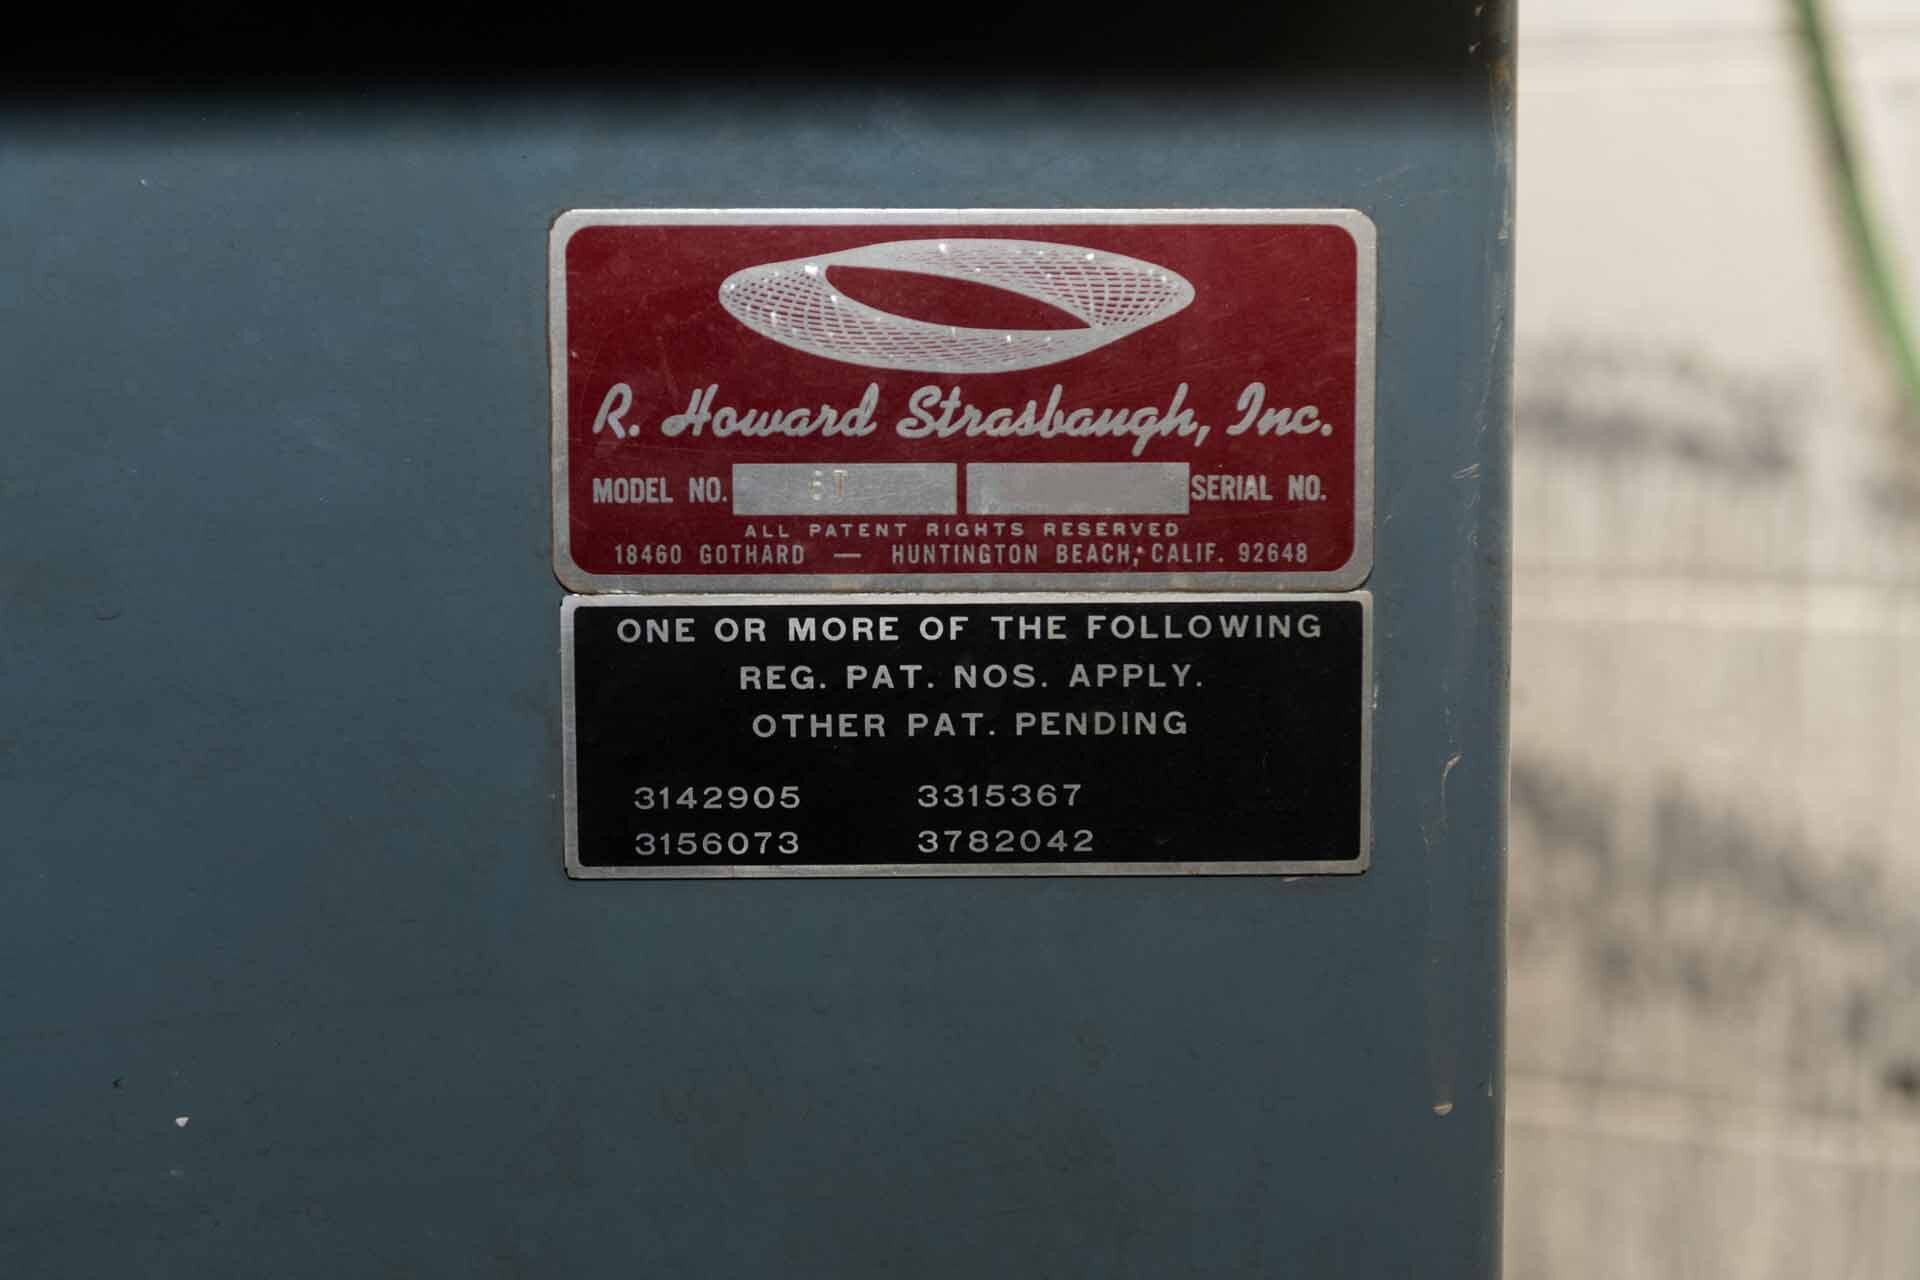 R. Howard Strasbaugh, Inc.
MODEL NO. 6T SERIAL NO.
ALL PATENT RIGHTS RESERVED
18460 GOTHARD — HUNTINGTON BEACH, CALIF. 92648
ONE OR MORE OF THE FOLLOWING
REG. PAT. NOS. APPLY.
OTHER PAT. PENDING
3142905 3315367
3156073 3782042